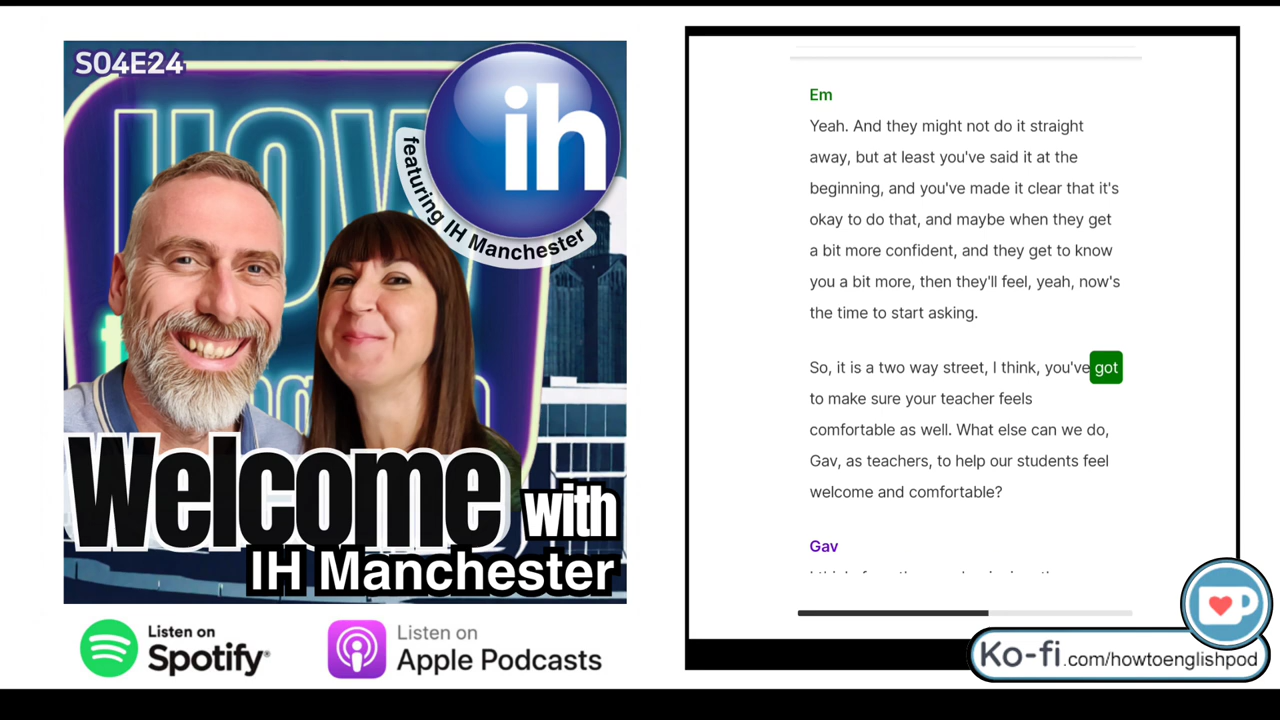 S04E24
HOW
ih
featuring IH Manchester
Welcome with
IH Manchester
Listen on
Spotify
Listen on
Apple Podcasts
Em
Yeah. And they might not do it straight
away, but at least you've said it at the
beginning, and you've made it clear that it's
okay to do that, and maybe when they get
a bit more confident, and they get to know
you a bit more, then they'll feel, yeah, now's
the time to start asking.
So, it is a two way street, I think, you've got
to make sure your teacher feels
comfortable as well. What else can we do,
Gav, as teachers, to help our students feel
welcome and comfortable?
Gav
Ko-fi.com/howtoenglishpod